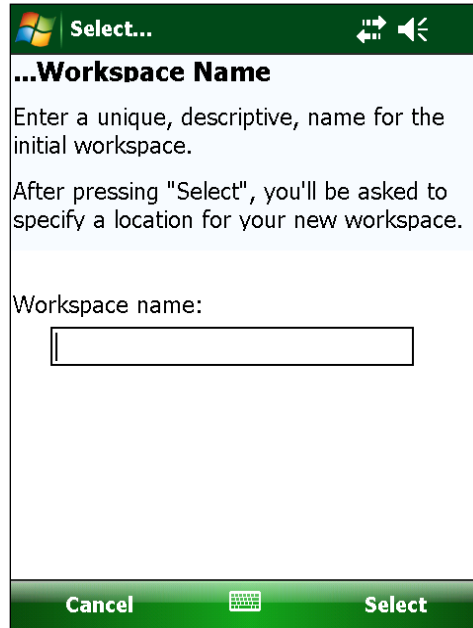 Select...
...Workspace Name
Enter a unique, descriptive, name for the
initial workspace.
After pressing "Select", you'll be asked to
specify a location for your new workspace.
Workspace name:
Cancel Select